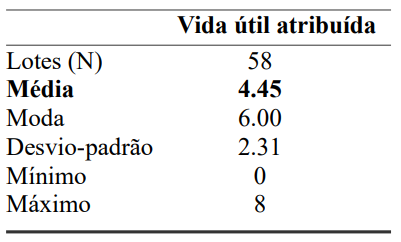 Vida útil atribuída
Lotes (N) 58
Média 4.45
Moda 6.00
Desvio-padrão 2.31
Mínimo 0
Máximo 8